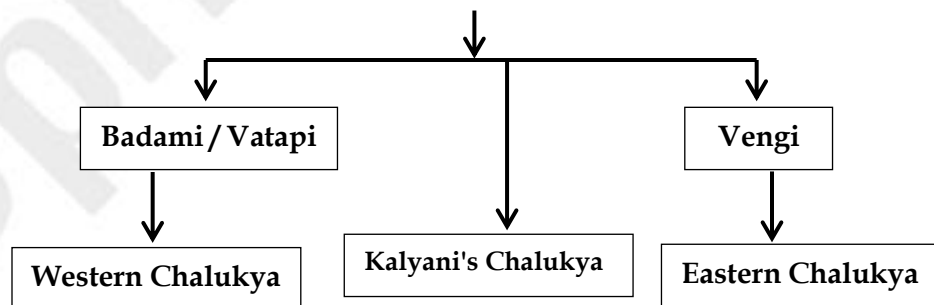 Badami / Vatapi
Vengi
Western Chalukya
Kalyani's Chalukya
Eastern Chalukya